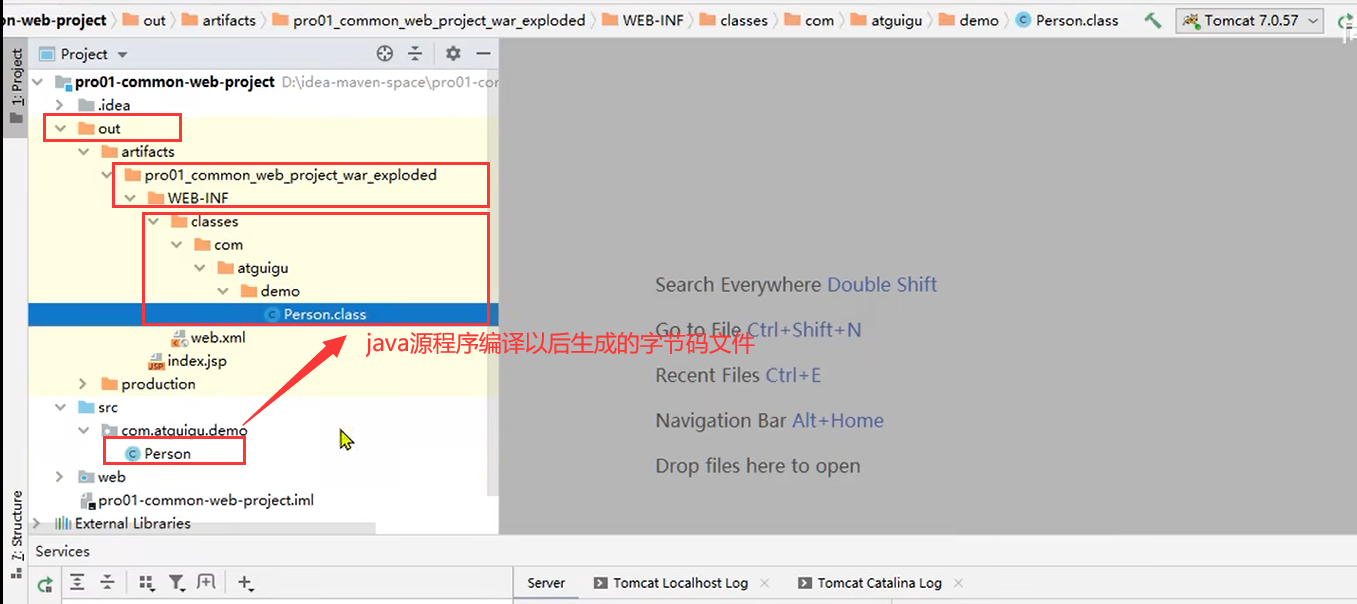 on-web-project out artifacts pro01_common_web_project_war_exploded WEB-INF classes com atguigu demo Person.class Tomcat 7.0.57
1: Project
Project
pro01-common-web-project D:\idea-maven-space\pro01-cor
.idea
out
artifacts
pro01_common_web_project_war_exploded
WEB-INF
classes
com
atguigu
demo
Person.class
web.xml
index.jsp
production
src
com.atguigu.demo
Person
web
pro01-common-web-project.iml
External Libraries
java源程序编译以后生成的字节码文件
Search Everywhere Double Shift
Go to File Ctrl+Shift+N
Recent Files Ctrl+E
Navigation Bar Alt+Home
Drop files here to open
7: Structure
Services
Server Tomcat Localhost Log Tomcat Catalina Log